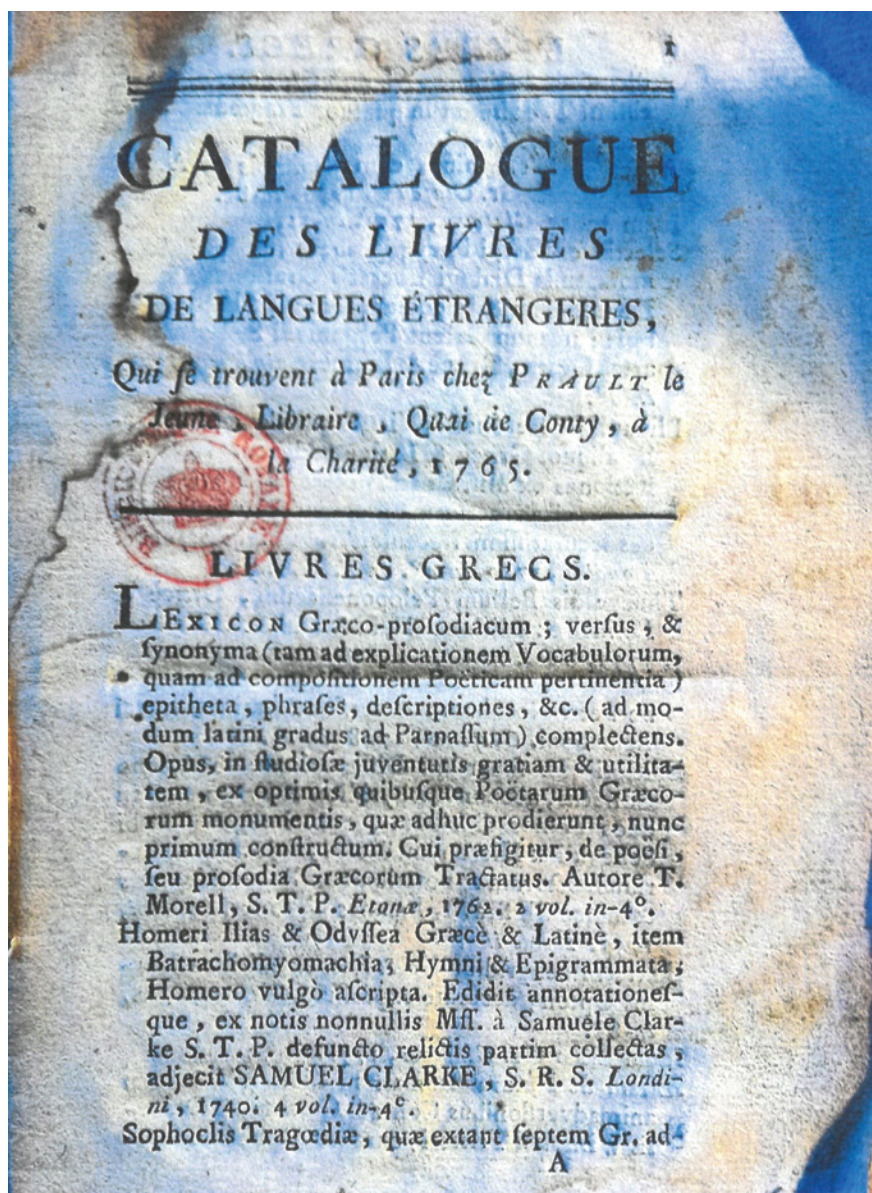 1
CATALOGUE
DES LIVRES
DE LANGUES ÉTRANGERES,
Qui ſe trouvent à Paris chez PRAULT le
Jeune, Libraire, Quai de Conty, à
la Charité, 1765.
LIVRES GRECS.
LEXICON Græco-proſodiacum; verſus, &
ſynonyma (tam ad explicationem Vocabulorum,
quam ad compoſitionem Poëticam pertinentia)
epitheta, phraſes, deſcriptiones, &c. (ad mo-
dum latini gradus ad Parnaſſum) complectens.
Opus, in ſtudioſæ juventutis gratiam & utilita-
tem, ex optimis quibuſque Poëtarum Græco-
rum monumentis, quæ adhuc prodierunt, nunc
primum conſtructum. Cui præfigitur, de poëſi,
ſeu proſodia Græcorum Tractatus. Autore T.
Morell, S. T. P. Etonæ, 1762. 2 vol. in-4°.
Homeri Ilias & Odyſſea Græcè & Latinè, item
Batrachomyomachia; Hymni & Epigrammata;
Homero vulgò aſcripta. Edidit annotationeſ-
que, ex notis nonnullis Mſſ. à Samuële Clar-
ke S. T. P. defuncto relictis partim collectas,
adjecit SAMUEL CLARKE, S. R. S. Londi-
ni, 1740. 4 vol. in-4°.
Sophoclis Tragœdiæ, quæ extant ſeptem Gr. ad-
A